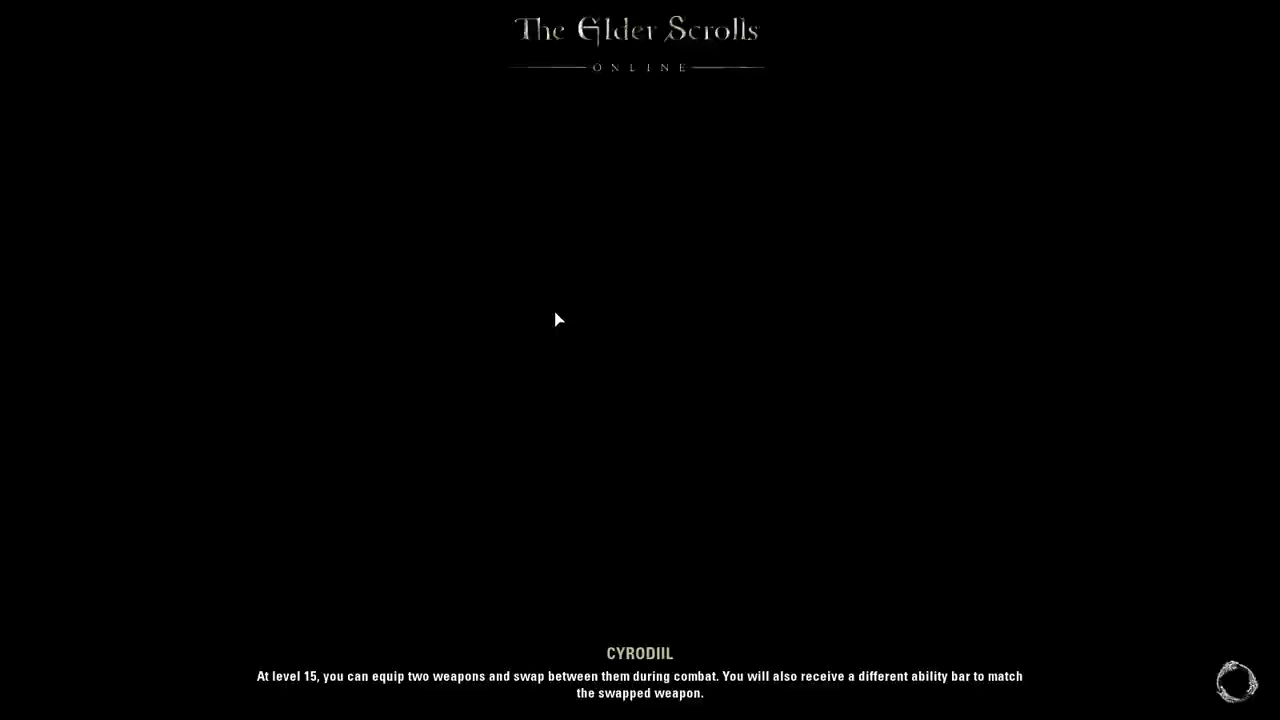 The Elder Scrolls
ONLINE
CYRODIIL
At level 15, you can equip two weapons and swap between them during combat. You will also receive a different ability bar to match
the swapped weapon.